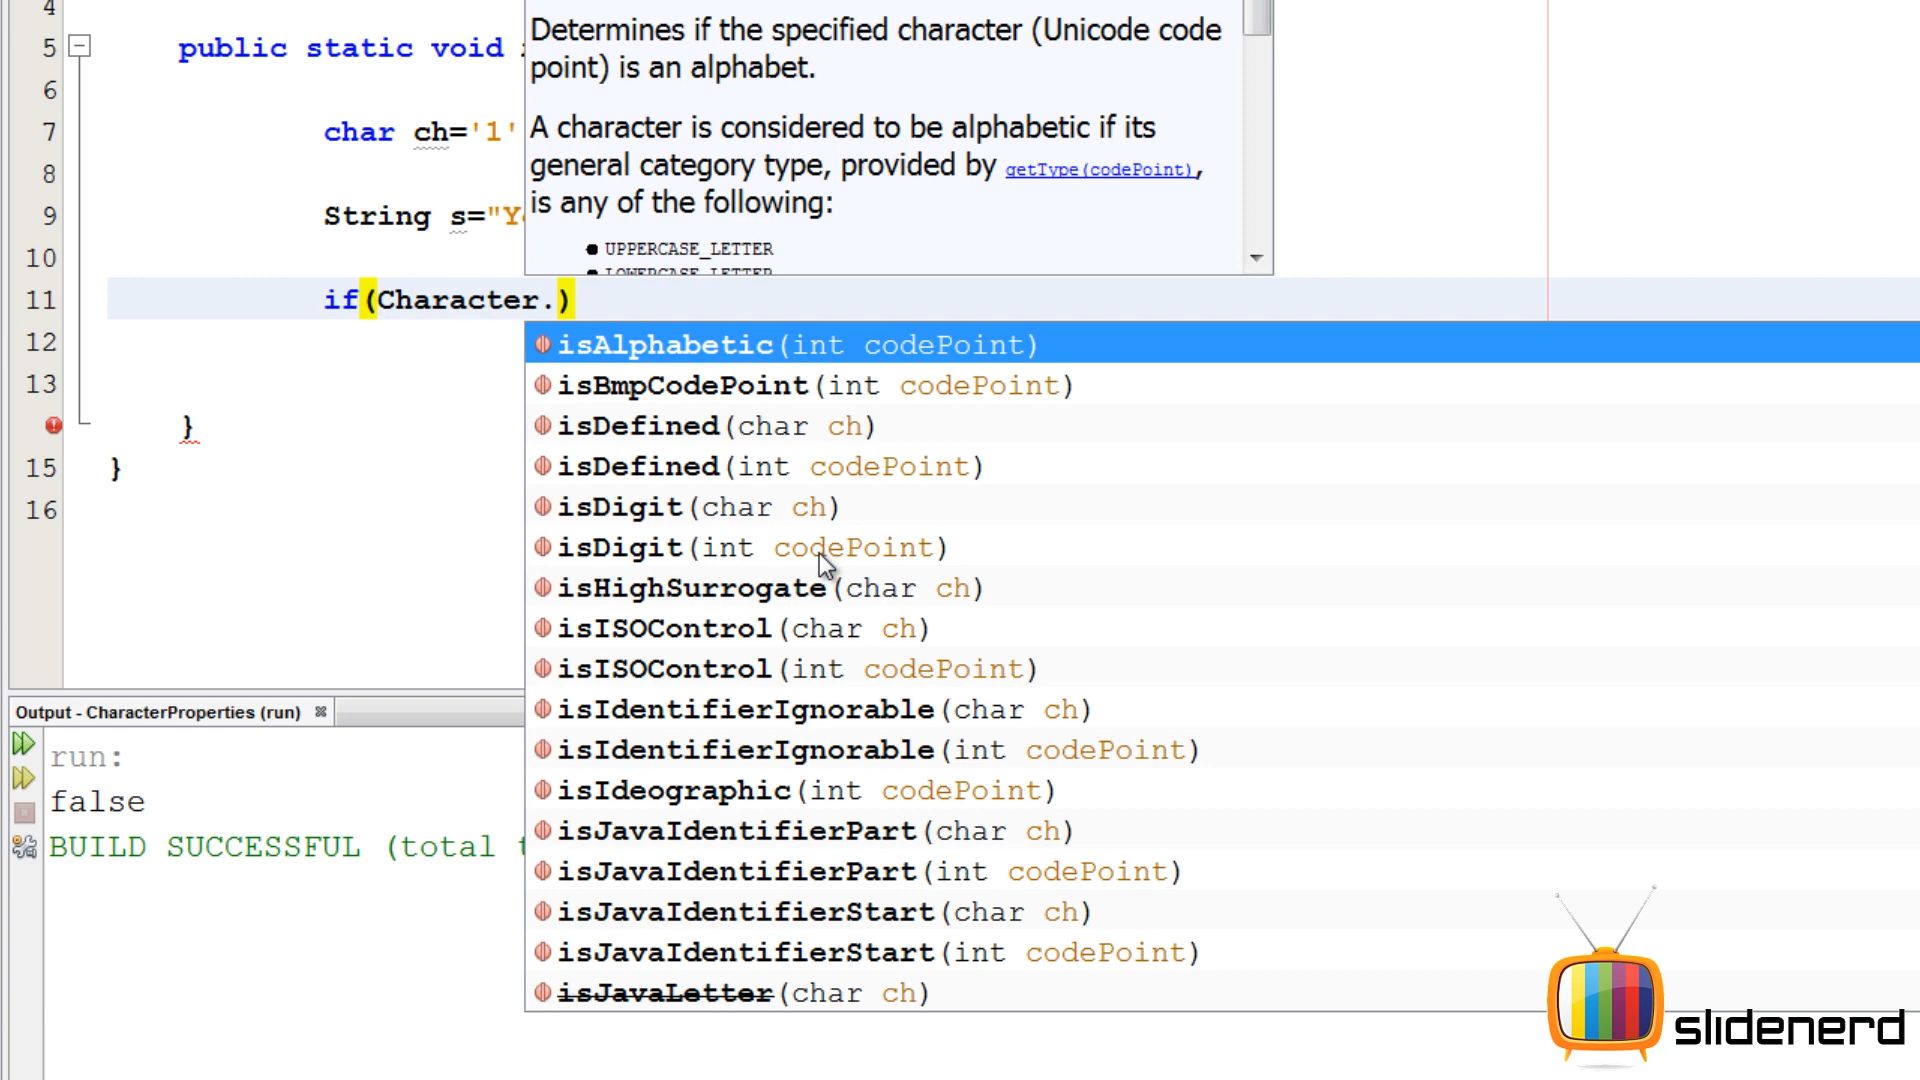 4
Determines if the specified character (Unicode code
5 public static void
point) is an alphabet.
6
7 char ch='1'
A character is considered to be alphabetic if its
8
general category type, provided by getType(codePoint),
9 String s="Yo
is any of the following:
10
UPPERCASE_LETTER
LOWERCASE_LETTER
11 if(Character.)
12
isAlphabetic(int codePoint)
13
isBmpCodePoint(int codePoint)
}
isDefined(char ch)
15 }
isDefined(int codePoint)
16
isDigit(char ch)
isDigit(int codePoint)
isHighSurrogate(char ch)
isISOControl(char ch)
isISOControl(int codePoint)
Output - CharacterProperties (run)
isIdentifierIgnorable(char ch)
run:
isIdentifierIgnorable(int codePoint)
false
isIdeographic(int codePoint)
isJavaIdentifierPart(char ch)
BUILD SUCCESSFUL (total
isJavaIdentifierPart(int codePoint)
isJavaIdentifierStart(char ch)
isJavaIdentifierStart(int codePoint)
isJavaLetter(char ch)
slidenerd